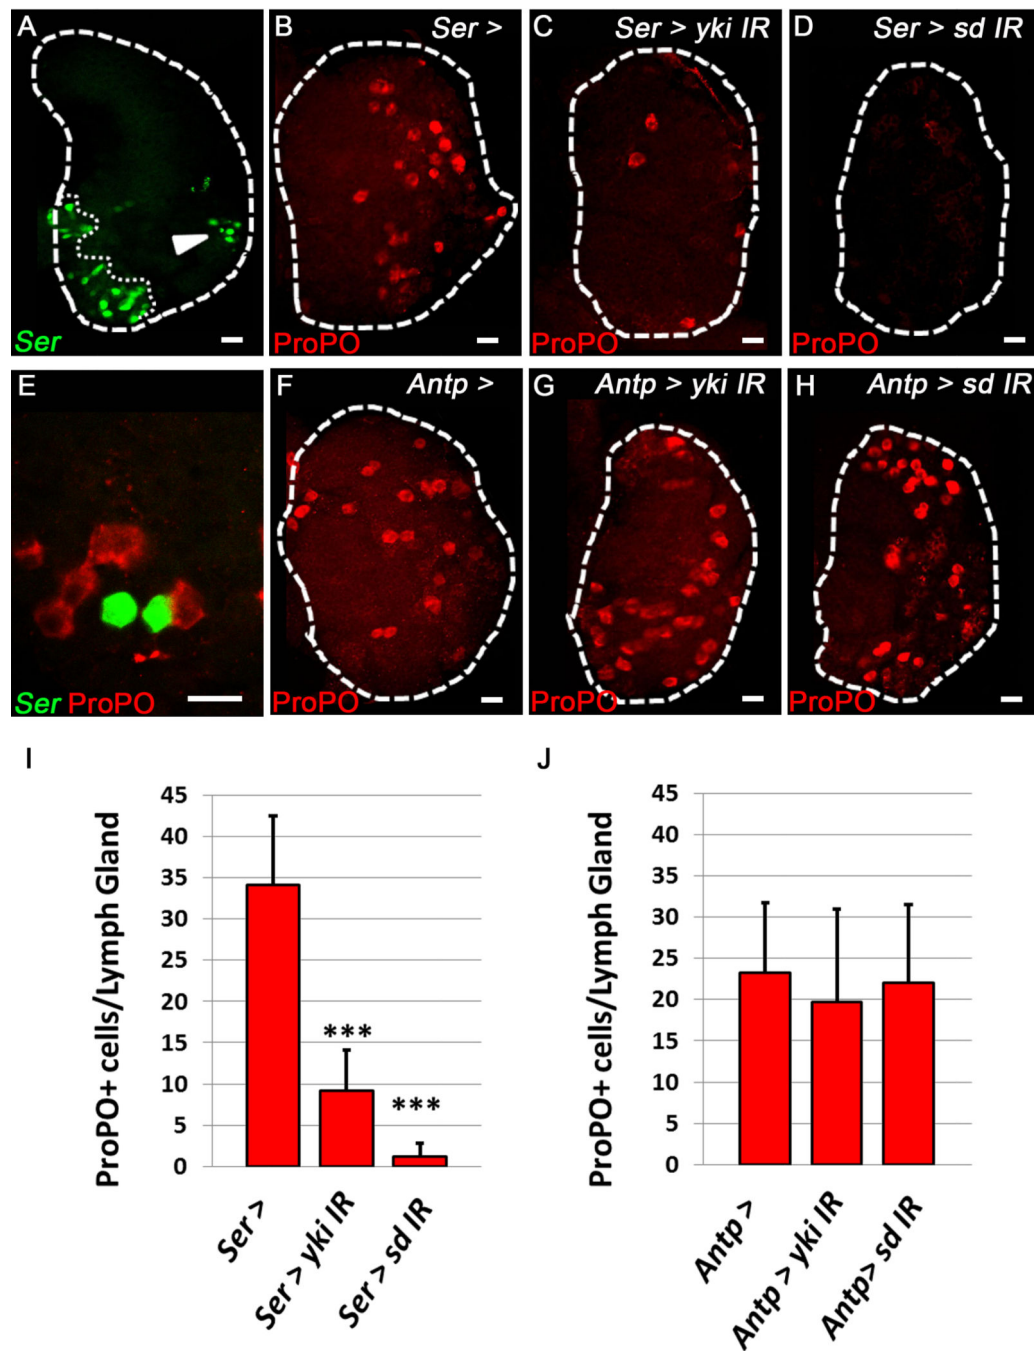 A
Ser
B
Ser >
ProPO
C
Ser > yki IR
ProPO
D
Ser > sd IR
ProPO
E
Ser ProPO
F
Antp >
ProPO
G
Antp > yki IR
ProPO
H
Antp > sd IR
ProPO
I
ProPO+ cells/Lymph Gland
45
40
35
30
25
20
15
10
5
0
***
***
Ser >
Ser > yki IR
Ser > sd IR
J
ProPO+ cells/Lymph Gland
45
40
35
30
25
20
15
10
5
0
Antp >
Antp > yki IR
Antp> sd IR